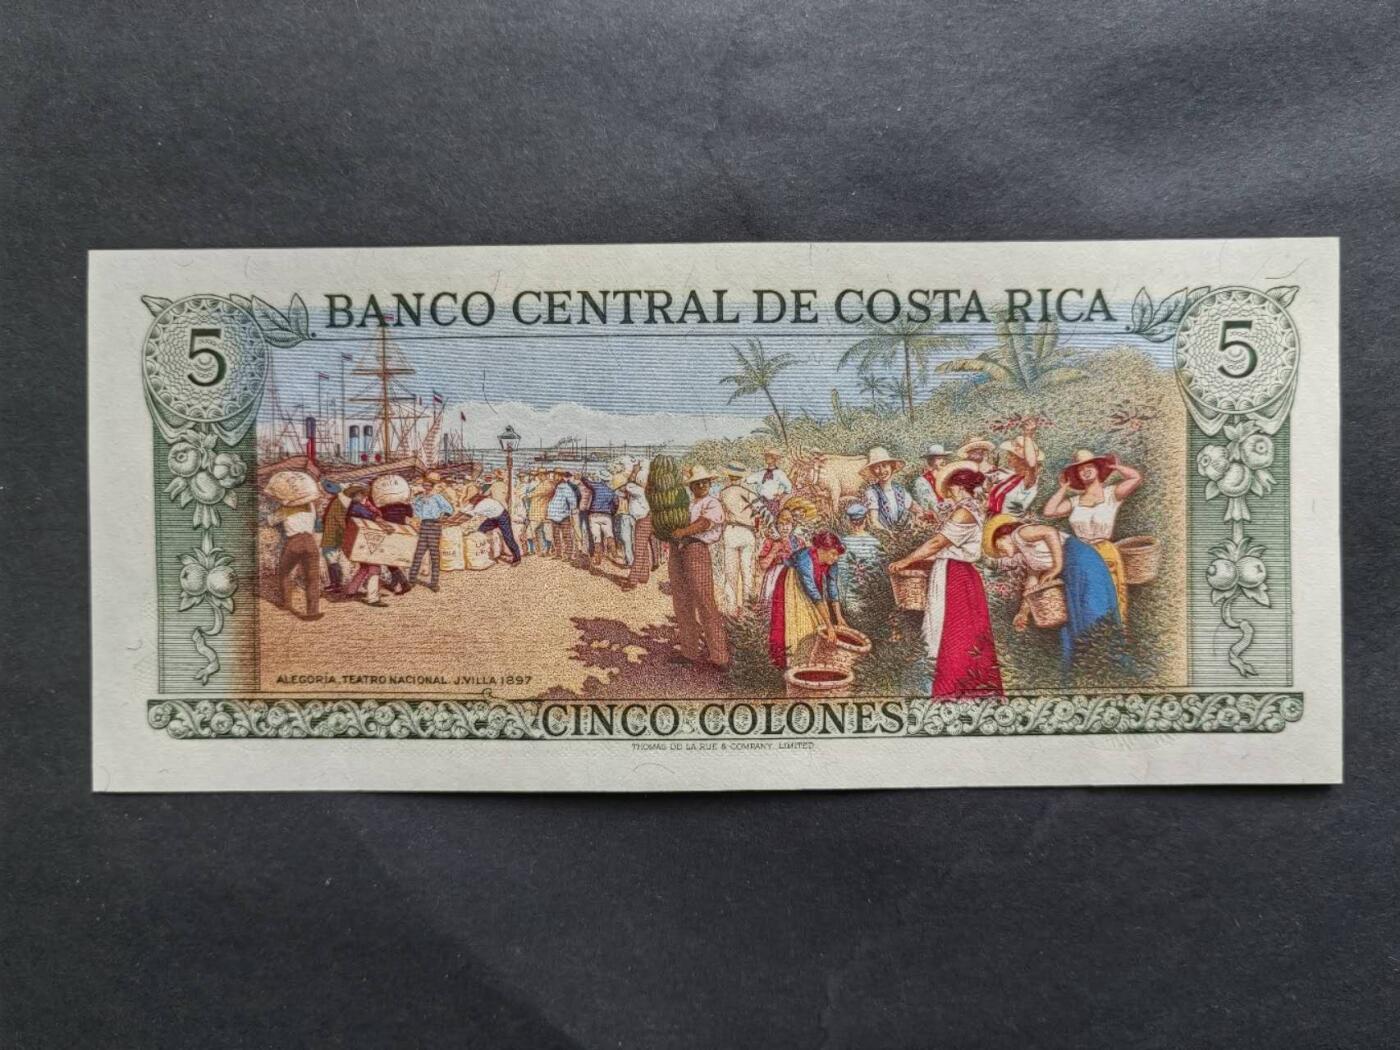 BANCO CENTRAL DE COSTA RICA
5
5
ALEGORIA, TEATRO NACIONAL. J. VILLA 1897
CINCO COLONES
THOMAS DE LA RUE & COMPANY, LIMITED